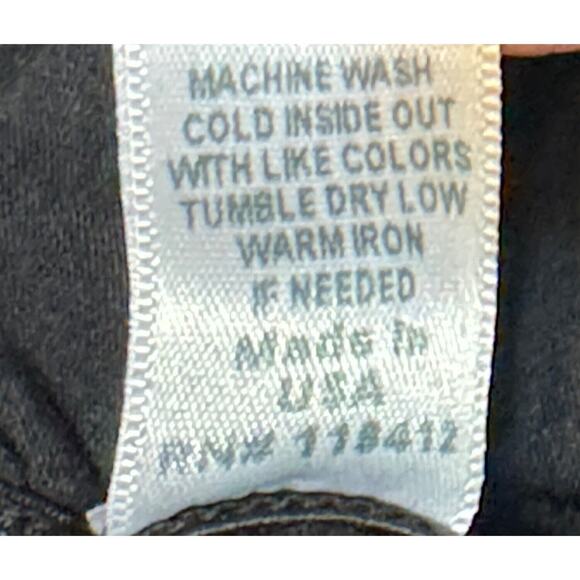 MACHINE WASH
COLD INSIDE OUT
WITH LIKE COLORS
TUMBLE DRY LOW
WARM IRON
IF NEEDED
Made in
USA
RN#